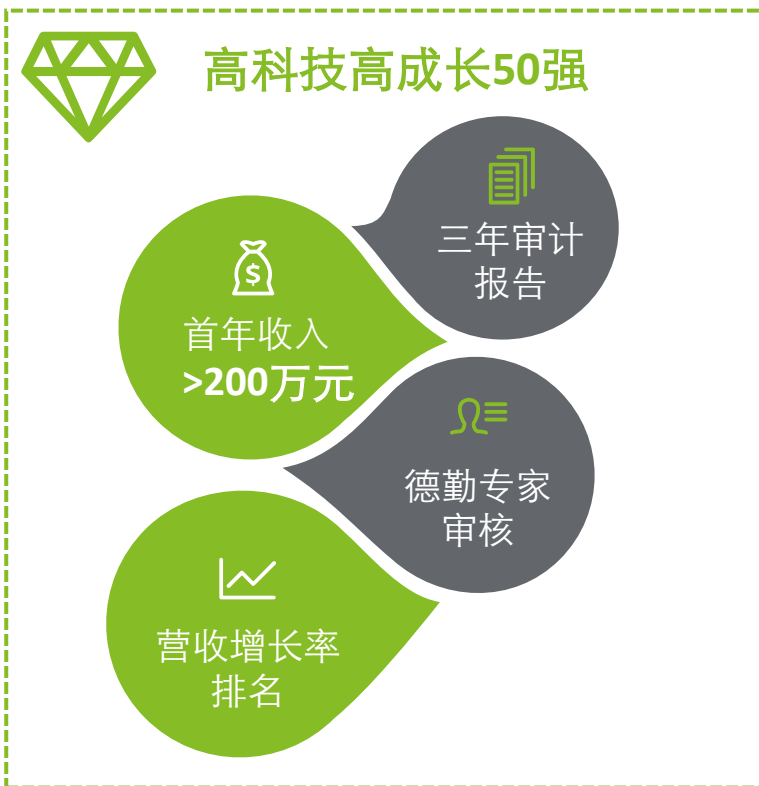 高科技高成长50强
三年审计
报告
首年收入
>200万元
德勤专家
审核
营收增长率
排名